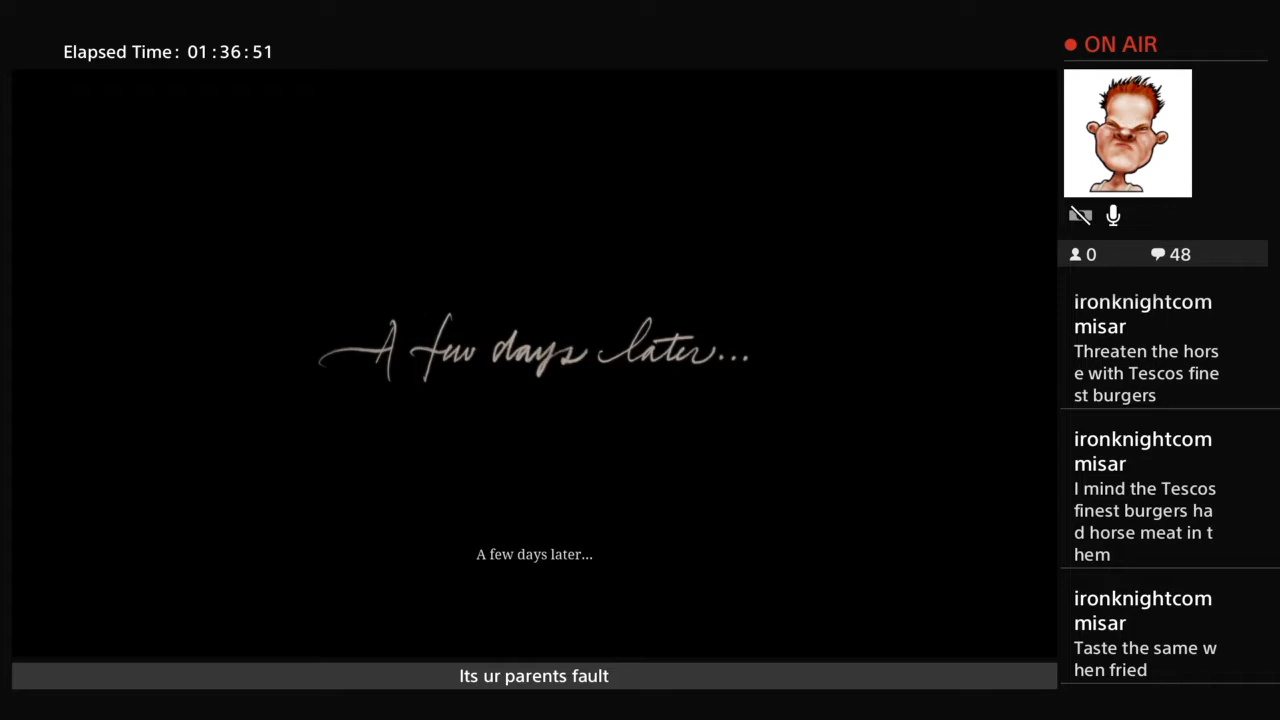 Elapsed Time: 01:36:51
ON AIR
0 48
ironknightcom
misar
Threaten the hors
e with Tescos fine
st burgers
ironknightcom
misar
I mind the Tescos
finest burgers ha
d horse meat in t
hem
ironknightcom
misar
Taste the same w
hen fried
A few days later...
A few days later...
Its ur parents fault